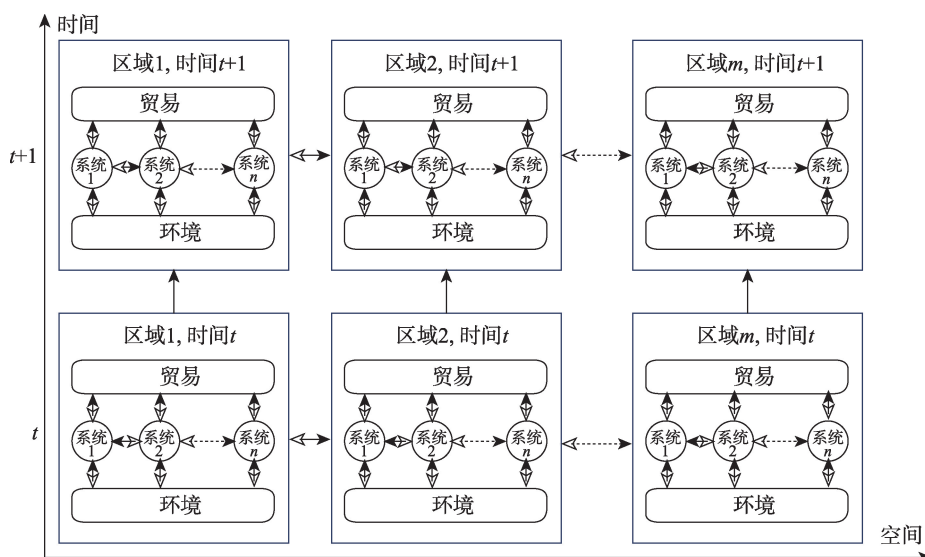 时间
区域1, 时间t+1
区域2, 时间t+1
区域m, 时间t+1
贸易
贸易
贸易
t+1
系统1
系统2
系统n
系统1
系统2
系统n
系统1
系统2
系统n
环境
环境
环境
区域1, 时间t
区域2, 时间t
区域m, 时间t
贸易
贸易
贸易
t
系统1
系统2
系统n
系统1
系统2
系统n
系统1
系统2
系统n
环境
环境
环境
空间